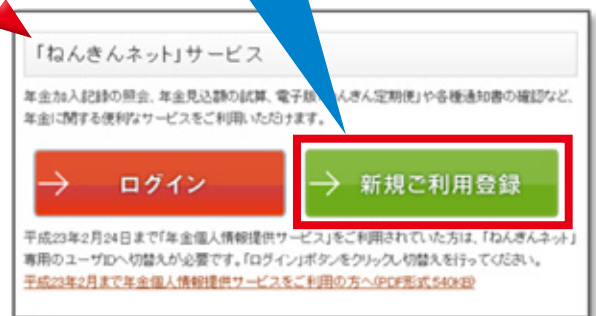 「ねんきんネット」サービス
年金加入記録の照会、年金見込額の試算、電子版「ねんきん定期便」や各種通知書の確認など、
年金に関する便利なサービスをご利用いただけます。
→ ログイン
→ 新規ご利用登録
平成23年2月24日まで「年金個人情報提供サービス」をご利用されていた方は、「ねんきんネット」
専用のユーザIDへ切替えが必要です。「ログイン」ボタンをクリックし切替えを行ってください。
平成23年2月まで年金個人情報提供サービスをご利用の方へ(PDF形式:540KB)